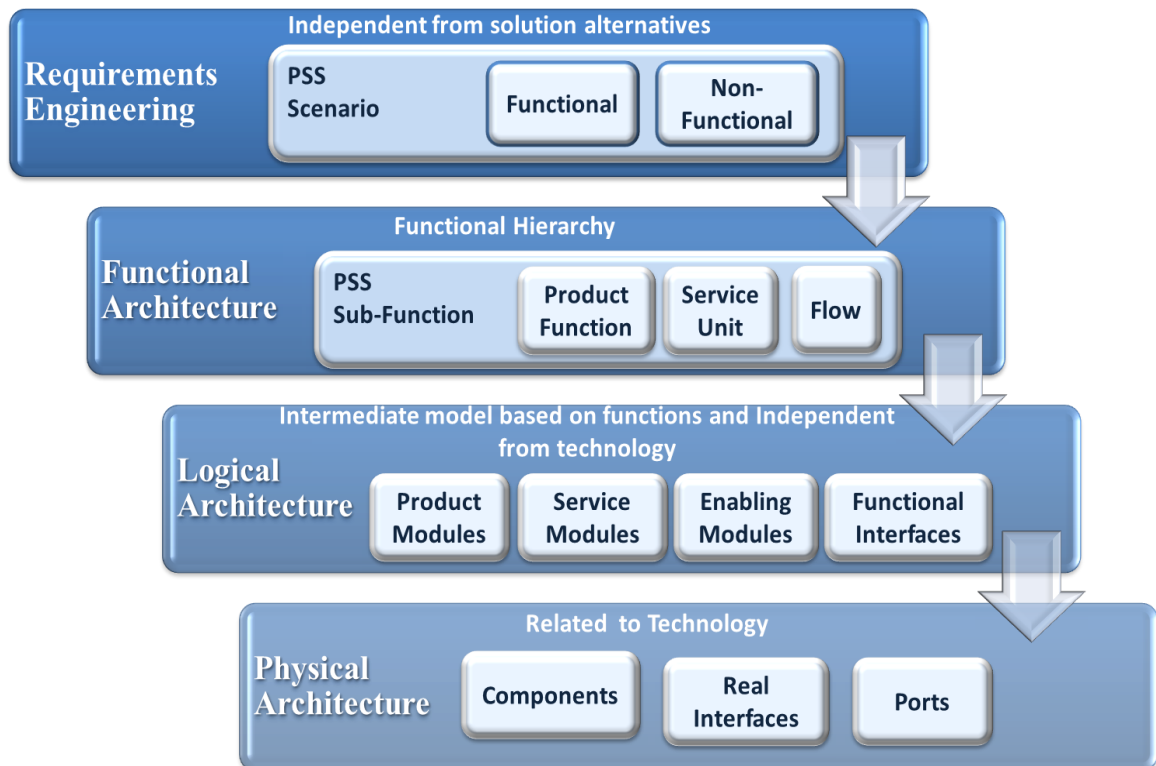 Independent from solution alternatives
Requirements
Engineering
PSS
Scenario
Functional
Non-
Functional
Functional Hierarchy
Functional
Architecture
PSS
Sub-Function
Product
Function
Service
Unit
Flow
Intermediate model based on functions and Independent
from technology
Logical
Architecture
Product
Modules
Service
Modules
Enabling
Modules
Functional
Interfaces
Related to Technology
Physical
Architecture
Components
Real
Interfaces
Ports